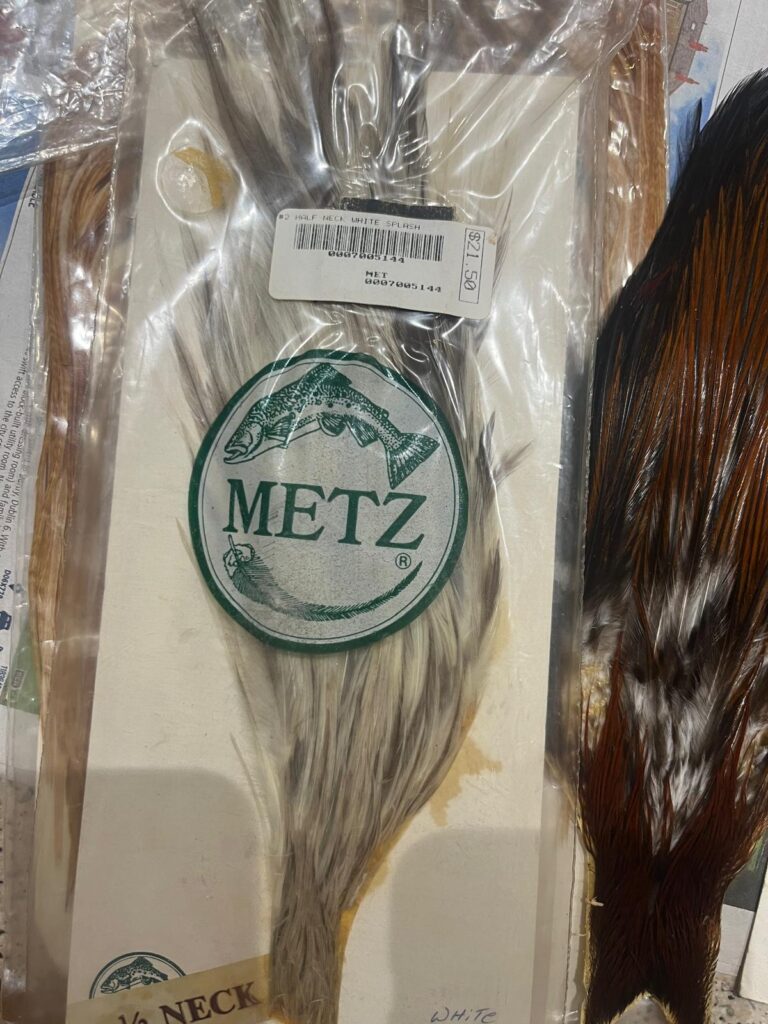 #2 HALF NECK WHITE SPLASH
0007005144
$21.50
MET
0007005144
METZ
®
½ NECK
WHITE